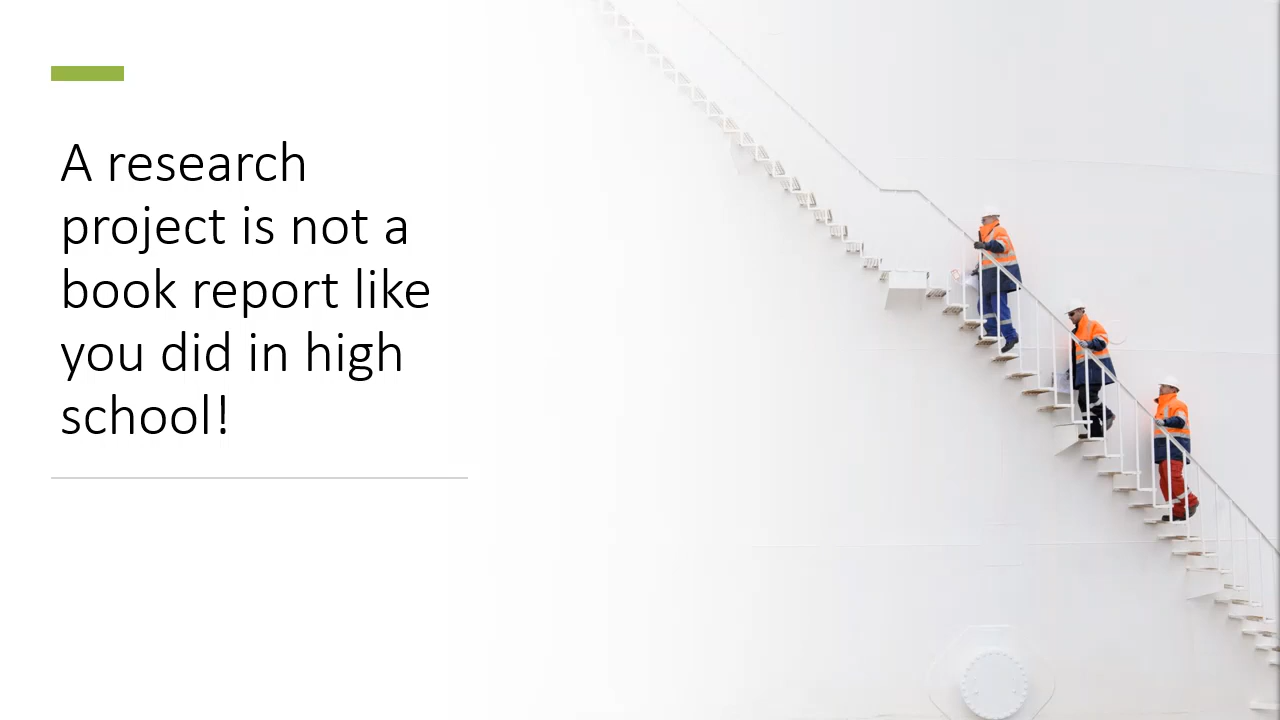 A research
project is not a
book report like
you did in high
school!